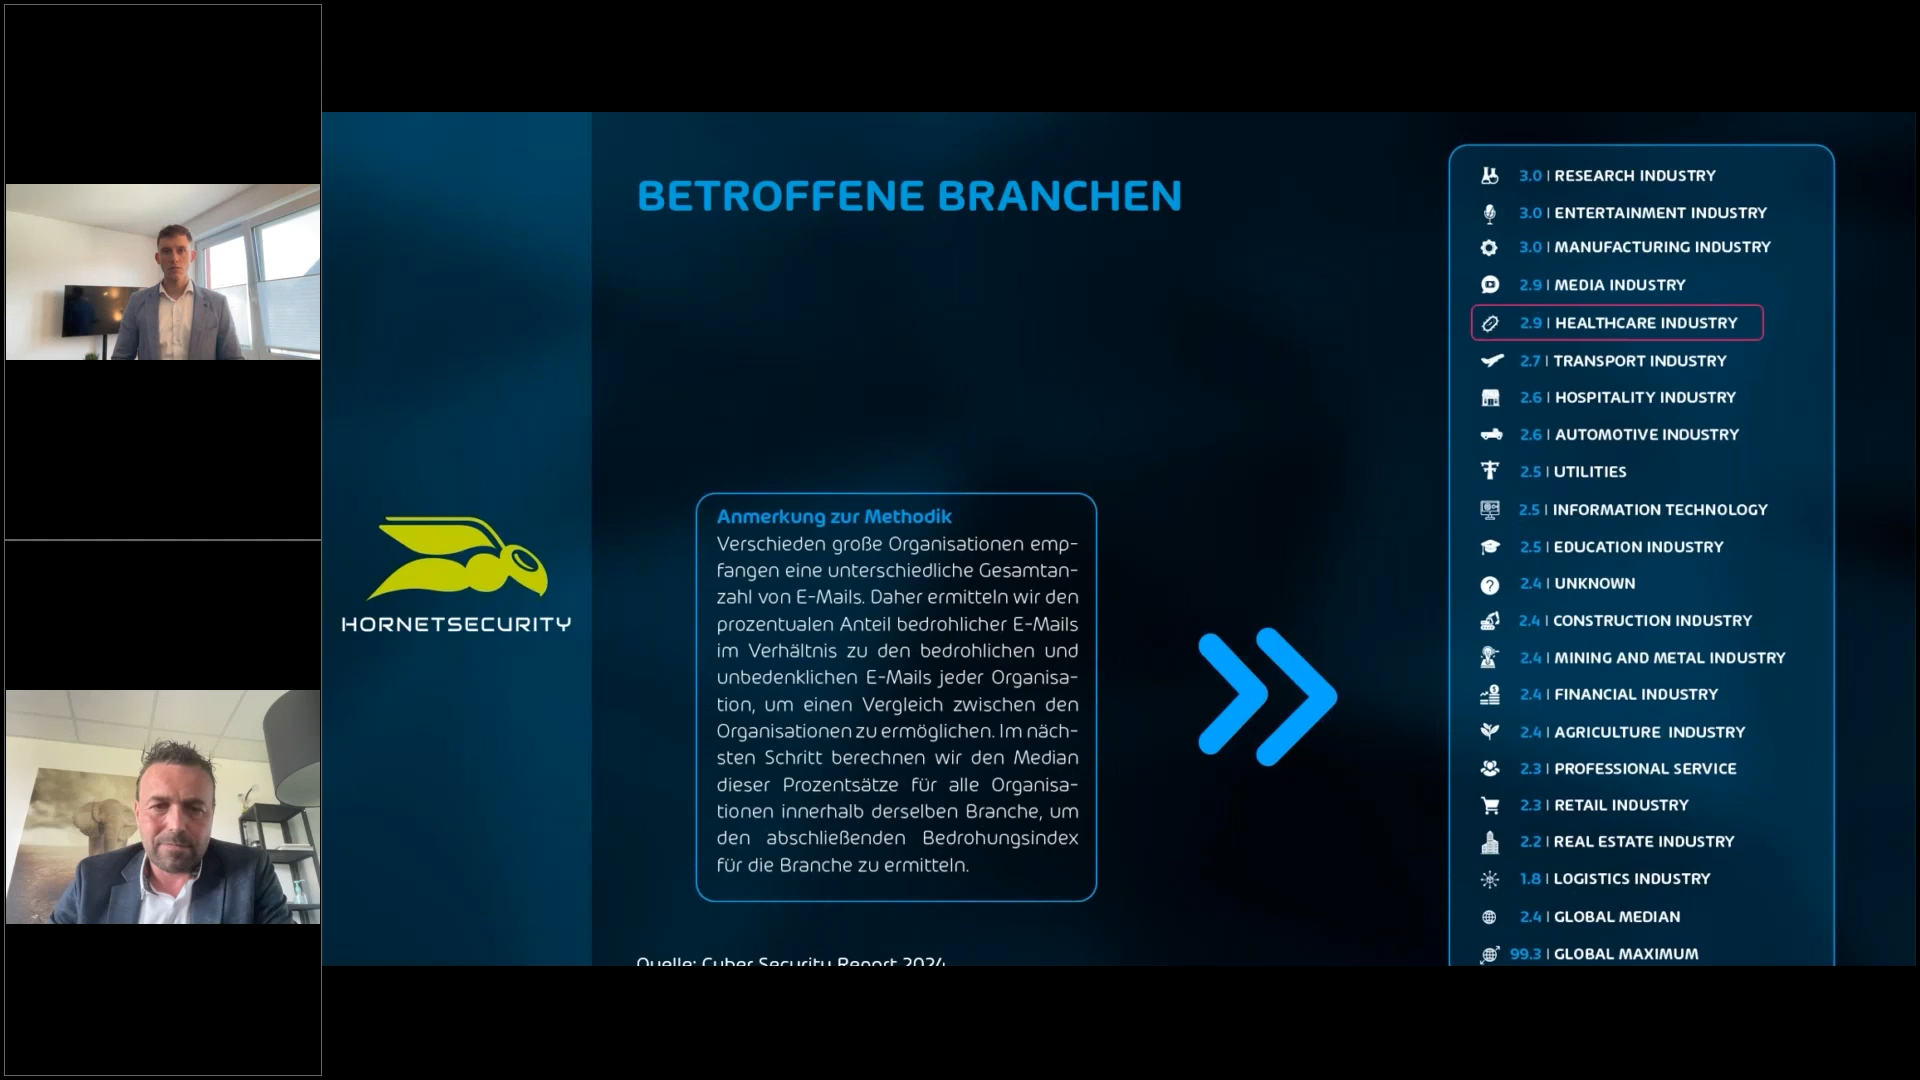 BETROFFENE BRANCHEN
HORNETSECURITY
Anmerkung zur Methodik
Verschieden große Organisationen emp-
fangen eine unterschiedliche Gesamtan-
zahl von E-Mails. Daher ermitteln wir den
prozentualen Anteil bedrohlicher E-Mails
im Verhältnis zu den bedrohlichen und
unbedenklichen E-Mails jeder Organisa-
tion, um einen Vergleich zwischen den
Organisationen zu ermöglichen. Im näch-
sten Schritt berechnen wir den Median
dieser Prozentsätze für alle Organisa-
tionen innerhalb derselben Branche, um
den abschließenden Bedrohungsindex
für die Branche zu ermitteln.
Quelle: Cyber Security Report 2024
3.0 | RESEARCH INDUSTRY
3.0 | ENTERTAINMENT INDUSTRY
3.0 | MANUFACTURING INDUSTRY
2.9 | MEDIA INDUSTRY
2.9 | HEALTHCARE INDUSTRY
2.7 | TRANSPORT INDUSTRY
2.6 | HOSPITALITY INDUSTRY
2.6 | AUTOMOTIVE INDUSTRY
2.5 | UTILITIES
2.5 | INFORMATION TECHNOLOGY
2.5 | EDUCATION INDUSTRY
2.4 | UNKNOWN
2.4 | CONSTRUCTION INDUSTRY
2.4 | MINING AND METAL INDUSTRY
2.4 | FINANCIAL INDUSTRY
2.4 | AGRICULTURE INDUSTRY
2.3 | PROFESSIONAL SERVICE
2.3 | RETAIL INDUSTRY
2.2 | REAL ESTATE INDUSTRY
1.8 | LOGISTICS INDUSTRY
2.4 | GLOBAL MEDIAN
99.3 | GLOBAL MAXIMUM